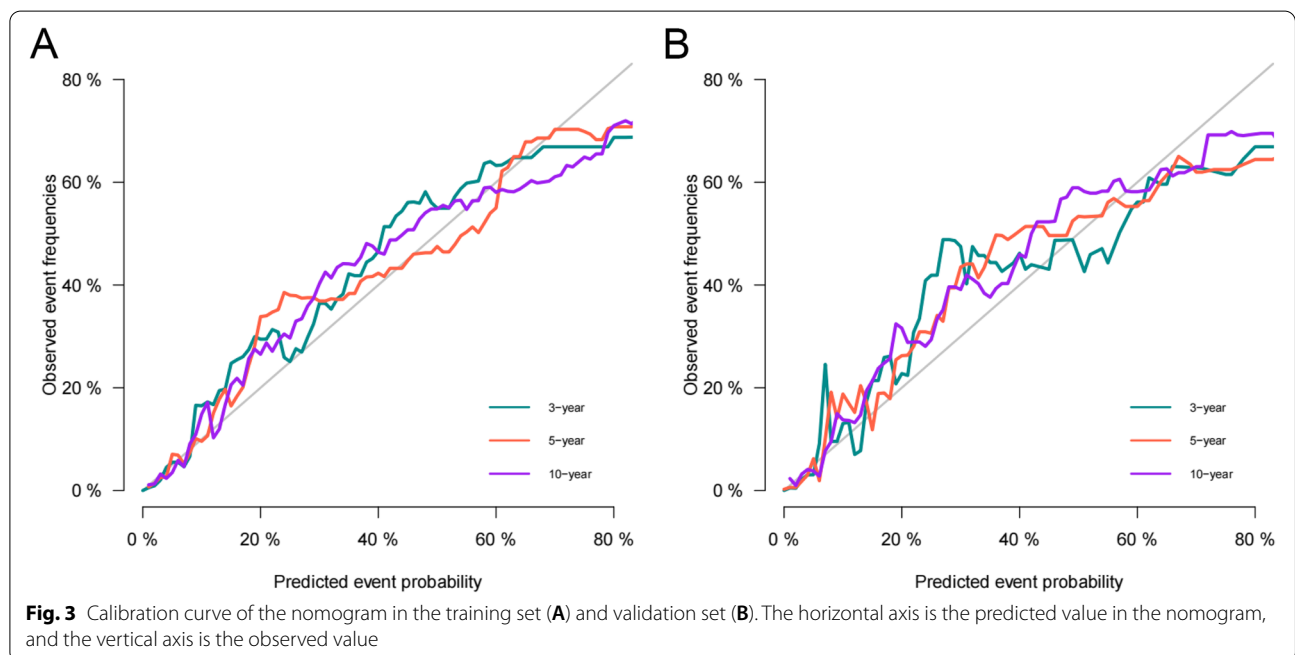 A
B
80 %
60 %
40 %
20 %
0 %
Observed event frequencies
3-year
5-year
10-year
0 %
20 %
40 %
60 %
80 %
Predicted event probability
80 %
60 %
40 %
20 %
0 %
Observed event frequencies
3-year
5-year
10-year
0 %
20 %
40 %
60 %
80 %
Predicted event probability
Fig. 3 Calibration curve of the nomogram in the training set (A) and validation set (B). The horizontal axis is the predicted value in the nomogram,
and the vertical axis is the observed value